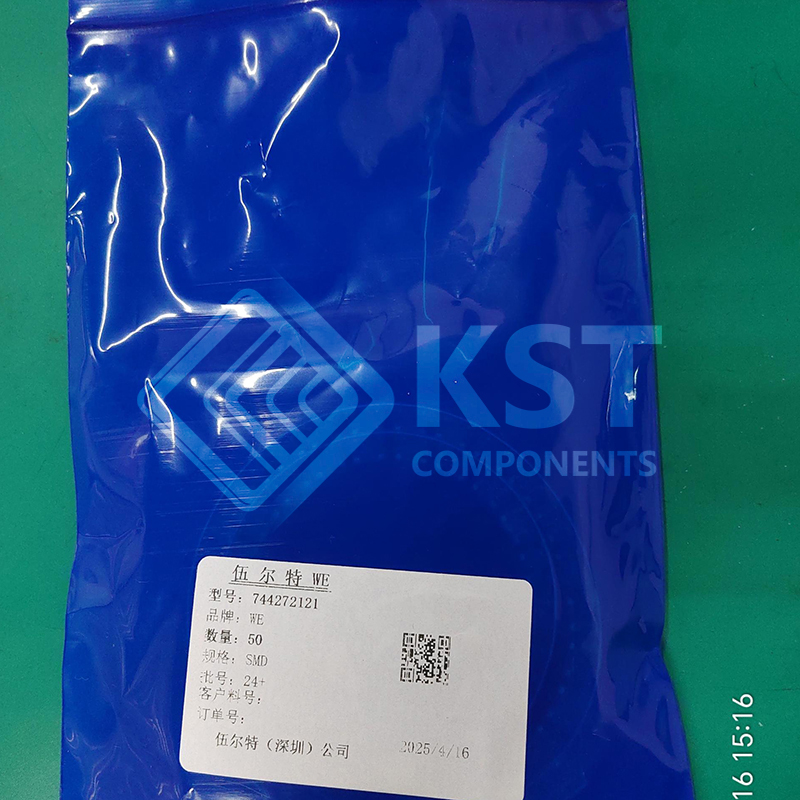 KST
COMPONENTS
伍尔特 WE
型号: 744272121
品牌: WE
数量: 50
规格: SMD
批号: 24+
客户料号:
订单号:
伍尔特（深圳）公司 2025/4/16
16 15:16